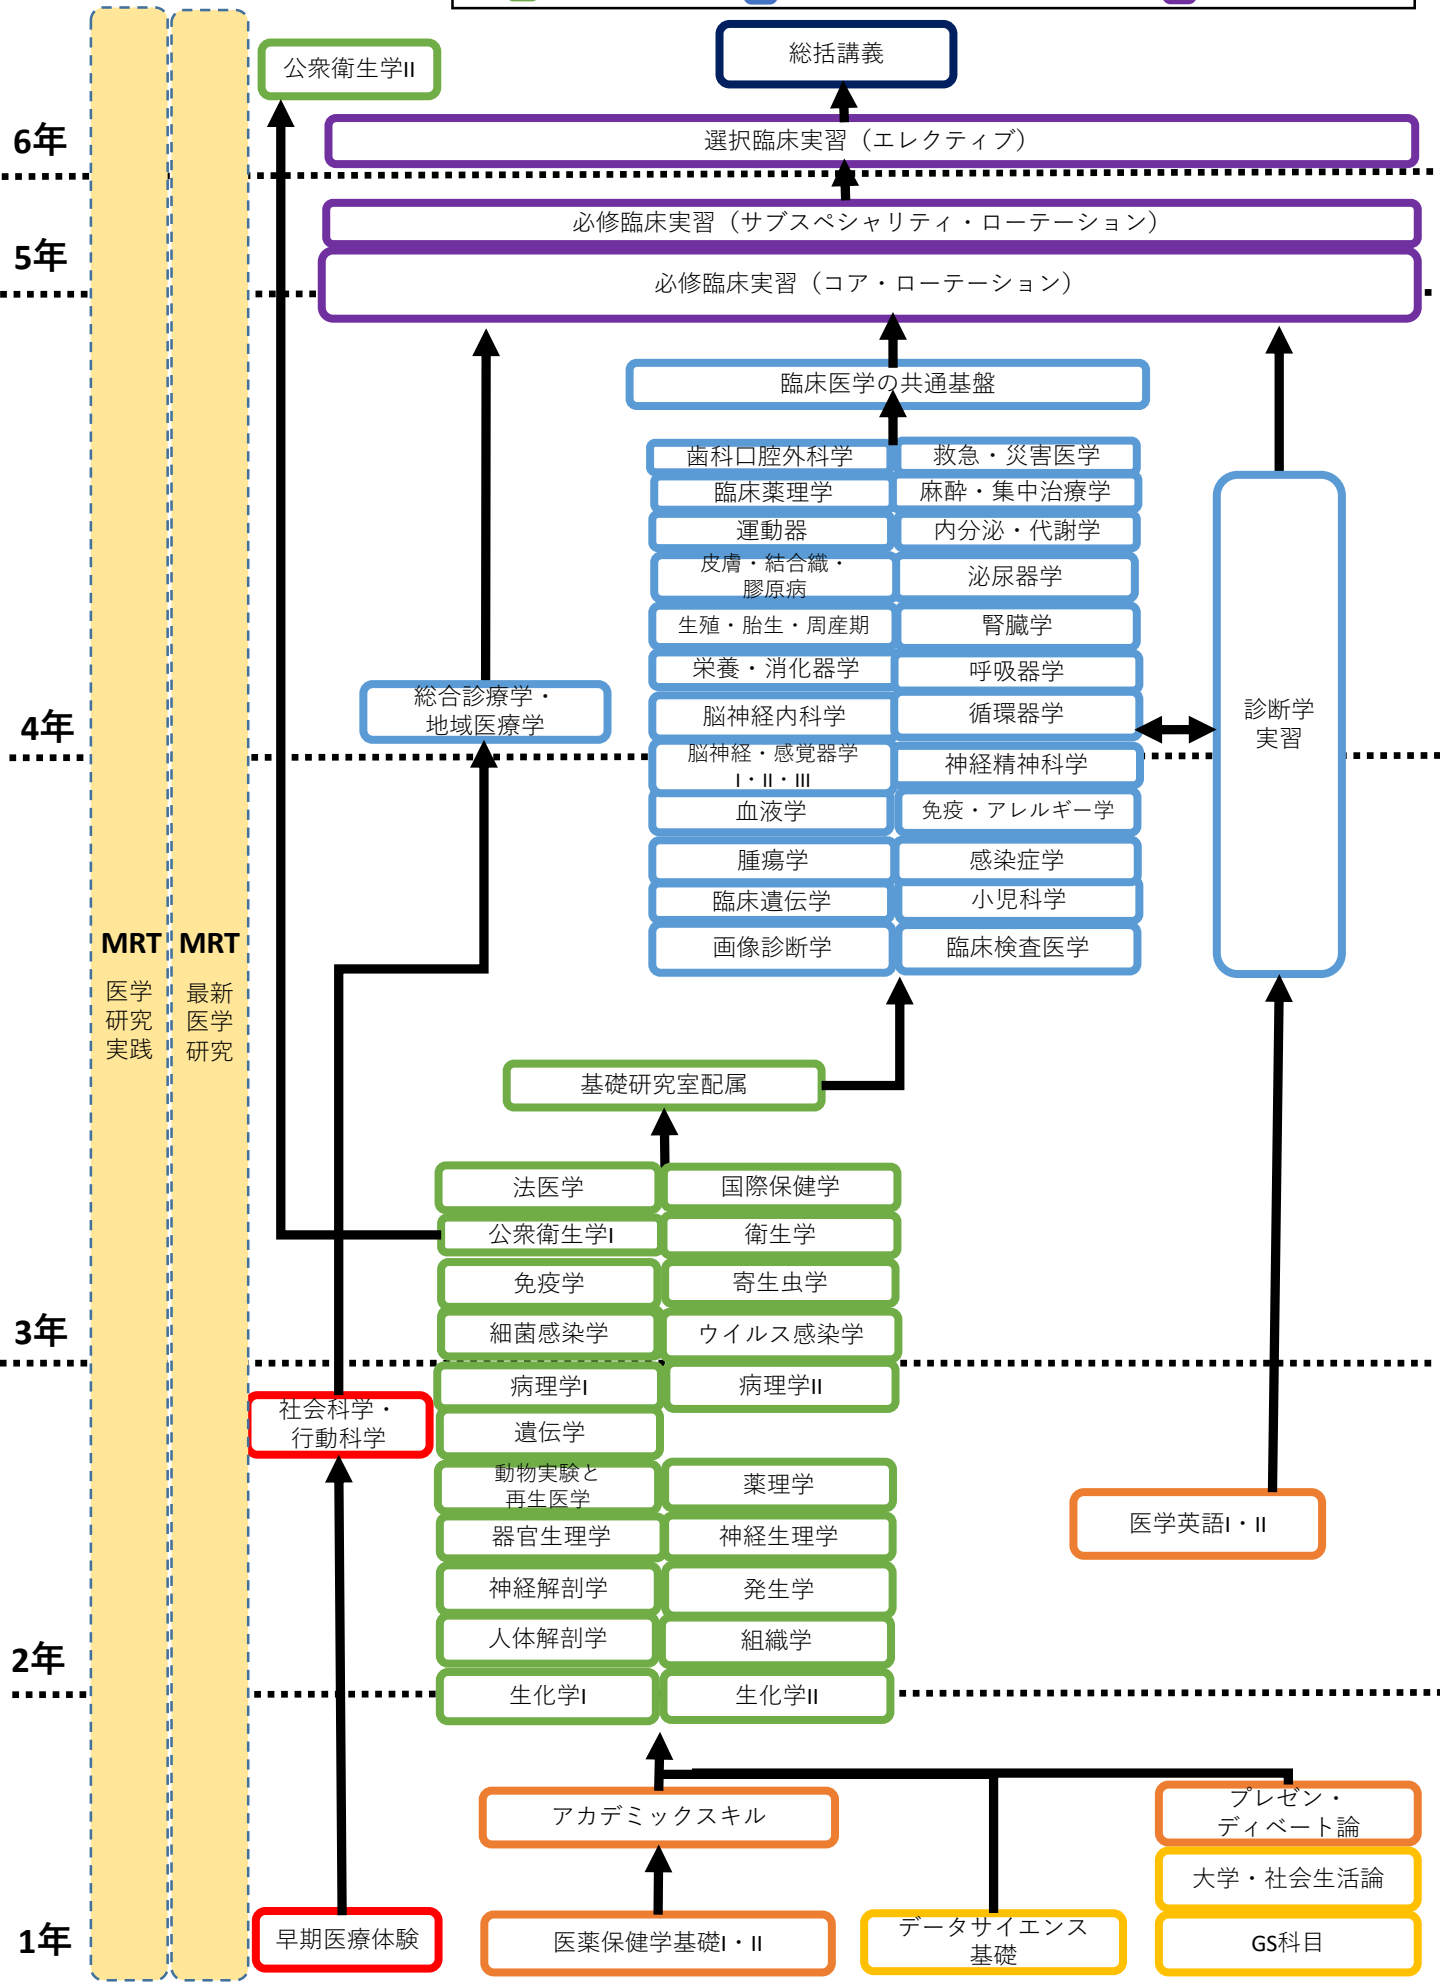 公衆衛生学II
総括講義
6年
選択臨床実習（エレクティブ）
必修臨床実習（サブスペシャリティ・ローテーション）
5年
必修臨床実習（コア・ローテーション）
臨床医学の共通基盤
歯科口腔外科学
救急・災害医学
臨床薬理学
麻酔・集中治療学
運動器
内分泌・代謝学
皮膚・結合織・
膠原病
泌尿器学
生殖・胎生・周産期
腎臓学
栄養・消化器学
呼吸器学
総合診療学・
地域医療学
脳神経内科学
循環器学
診断学
実習
4年
脳神経・感覚器学
I・II・III
神経精神科学
血液学
免疫・アレルギー学
腫瘍学
感染症学
臨床遺伝学
小児科学
画像診断学
臨床検査医学
MRT
医学
研究
実践
MRT
最新
医学
研究
基礎研究室配属
法医学
国際保健学
公衆衛生学I
衛生学
免疫学
寄生虫学
3年
細菌感染学
ウイルス感染学
病理学I
病理学II
社会科学・
行動科学
遺伝学
動物実験と
再生医学
薬理学
器官生理学
神経生理学
医学英語I・II
神経解剖学
発生学
2年
人体解剖学
組織学
生化学I
生化学II
アカデミックスキル
プレゼン・
ディベート論
大学・社会生活論
1年
早期医療体験
医薬保健学基礎I・II
データサイエンス
基礎
GS科目